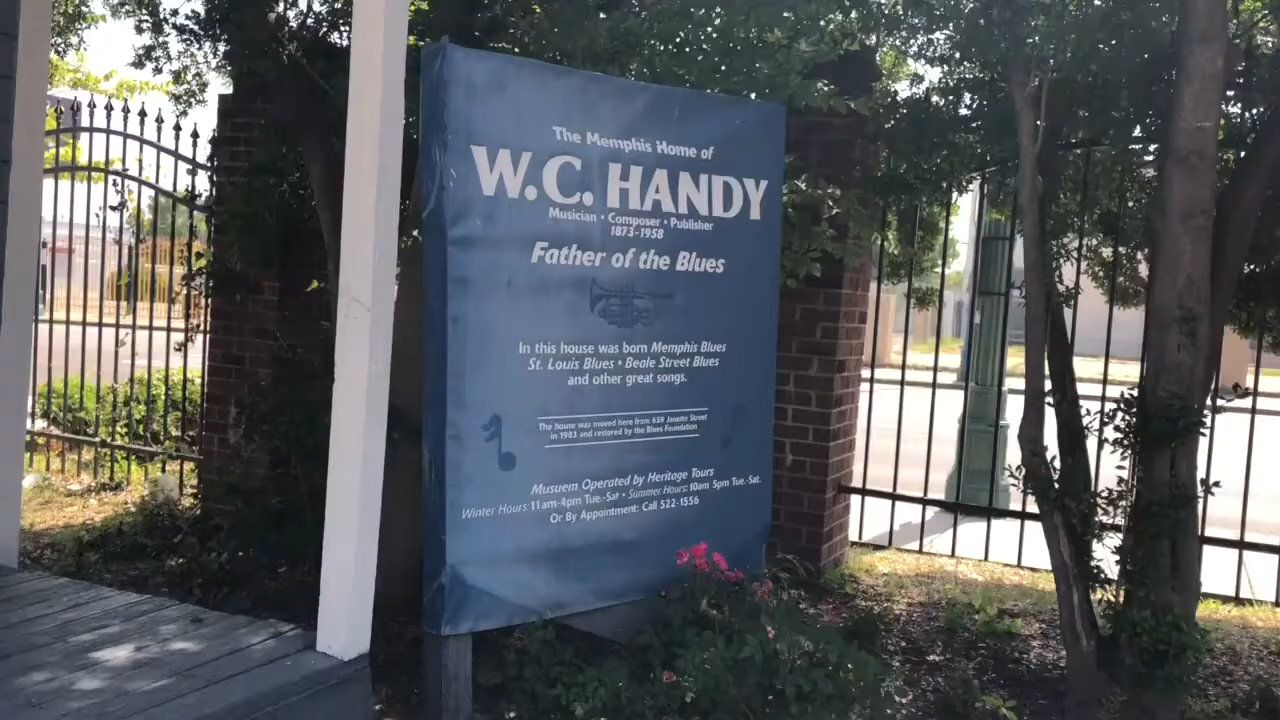 The Memphis Home of
W.C. HANDY
Musician • Composer • Publisher
1873-1958
Father of the Blues
In this house was born Memphis Blues
St. Louis Blues • Beale Street Blues
and other great songs.
The house was moved here from 659 Janette Street
in 1983 and restored by the Blues Foundation
Musuem Operated by Heritage Tours
Winter Hours: 11am-4pm Tue.-Sat • Summer Hours: 10am 5pm Tue.-Sat.
Or By Appointment: Call 522-1556